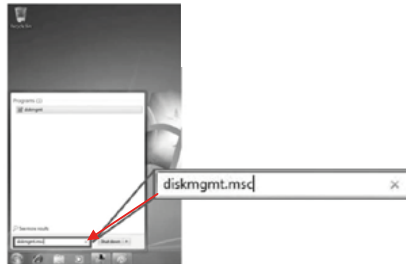 Recycle Bin
Programs (1)
diskmgmt
See more results
diskmgmt.msc
Shut down
diskmgmt.msc